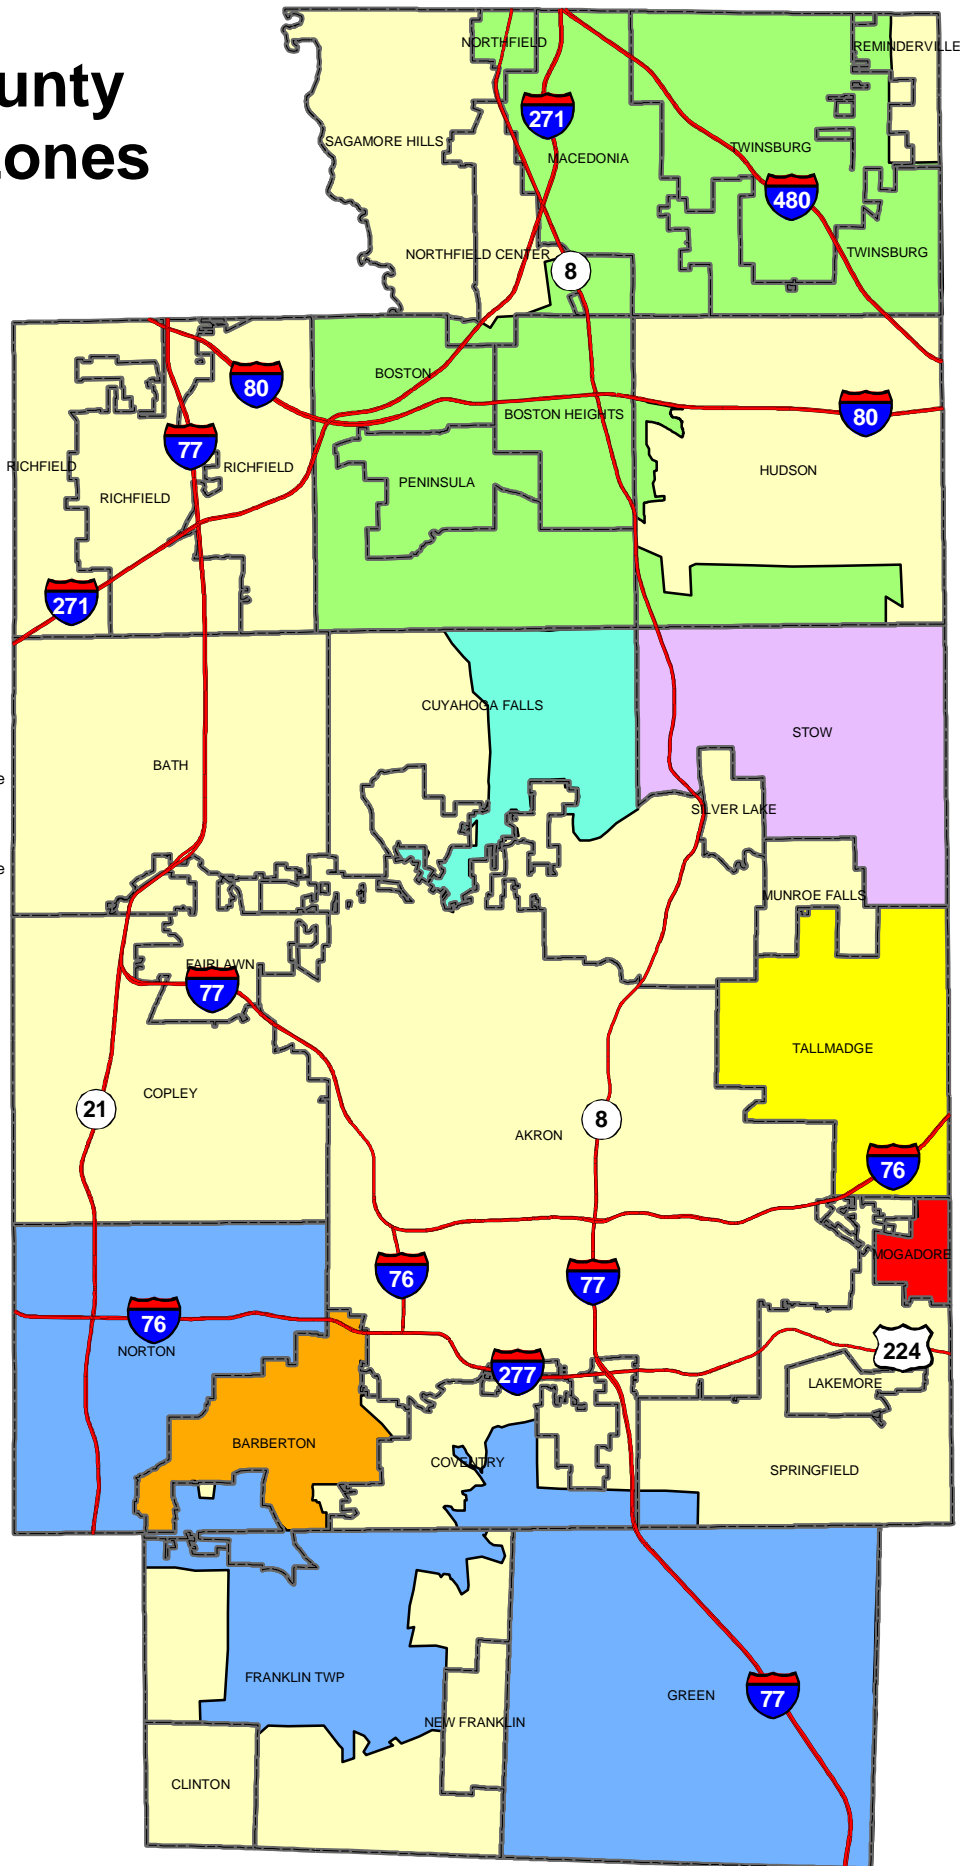 ounty
zones
NORTHFIELD
REMINDERVILLE
271
SAGAMORE HILLS
MACEDONIA
TWINSBURG
480
NORTHFIELD CENTER
8
TWINSBURG
80
BOSTON
80
77
BOSTON HEIGHTS
RICHFIELD
RICHFIELD
RICHFIELD
PENINSULA
HUDSON
271
CUYAHOGA FALLS
STOW
BATH
e
SILVER LAKE
e
MUNROE FALLS
FAIRLAWN
77
TALLMADGE
COPLEY
21
8
AKRON
76
MOGADORE
76
77
76
NORTON
224
277
LAKEMORE
BARBERTON
COVENTRY
SPRINGFIELD
FRANKLIN TWP
GREEN
77
NEW FRANKLIN
CLINTON